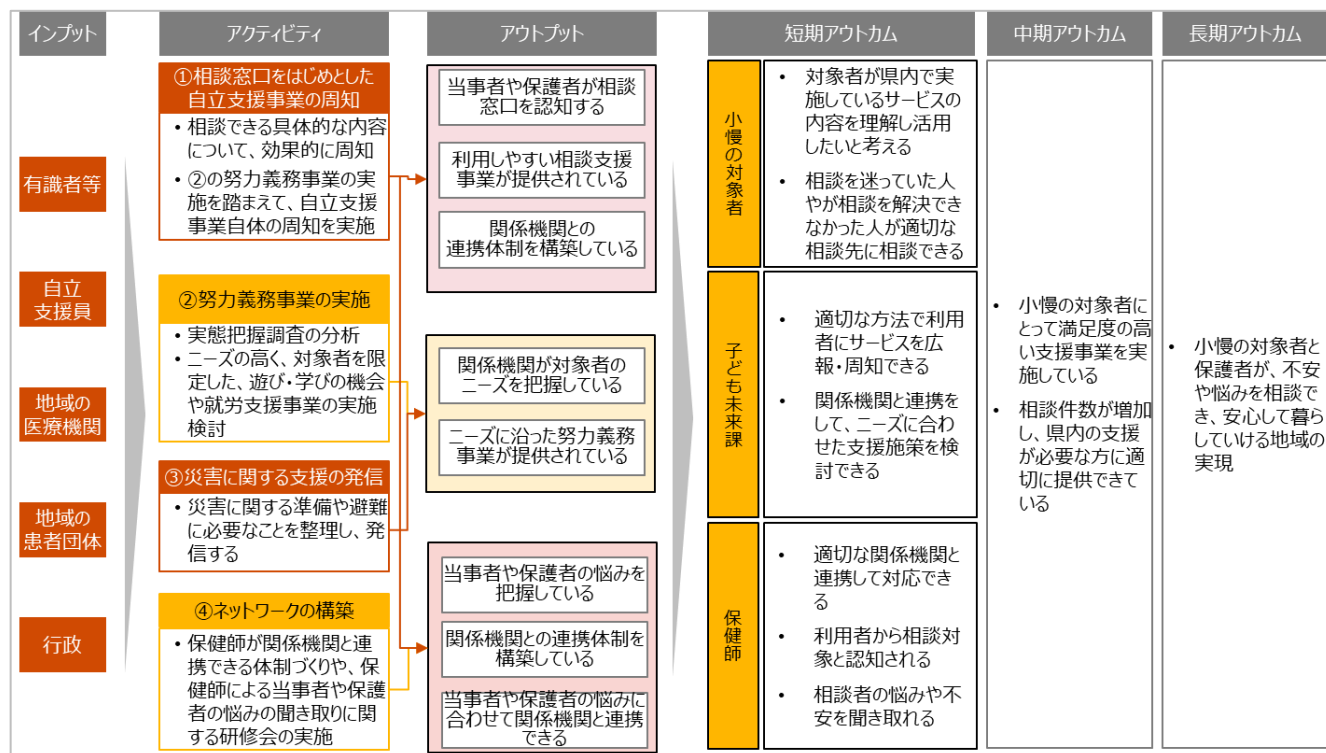 インプット
アクティビティ
アウトプット
短期アウトカム
中期アウトカム
長期アウトカム
有識者等
自立
支援員
地域の
医療機関
地域の
患者団体
行政
①相談窓口をはじめとした
自立支援事業の周知
• 相談できる具体的な内容
について、効果的に周知
• ②の努力義務事業の実
施を踏まえて、自立支援
事業自体の周知を実施
②努力義務事業の実施
• 実態把握調査の分析
• ニーズの高く、対象者を限
定した、遊び・学びの機会
や就労支援事業の実施
検討
③災害に関する支援の発信
• 災害に関する準備や避難
に必要なことを整理し、発
信する
④ネットワークの構築
• 保健師が関係機関と連
携できる体制づくりや、保
健師による当事者や保護
者の悩みの聞き取りに関
する研修会の実施
当事者や保護者が相談
窓口を認知する
利用しやすい相談支援
事業が提供されている
関係機関との
連携体制を構築している
関係機関が対象者の
ニーズを把握している
ニーズに沿った努力義務
事業が提供されている
当事者や保護者の悩みを
把握している
関係機関との連携体制を
構築している
当事者や保護者の悩みに
合わせて関係機関と連携
できる
小慢の対象者
• 対象者が県内で実
施しているサービスの
内容を理解し活用
したいと考える
• 相談を迷っていた人
やが相談を解決でき
なかった人が適切な
相談先に相談できる
子ども未来課
• 適切な方法で利用
者にサービスを広
報・周知できる
• 関係機関と連携を
して、ニーズに合わ
せた支援施策を検
討できる
保健師
• 適切な関係機関と
連携して対応でき
る
• 利用者から相談対
象と認知される
• 相談者の悩みや不
安を聞き取れる
• 小慢の対象者に
とって満足度の高
い支援事業を実
施している
• 相談件数が増加
し、県内の支援
が必要な方に適
切に提供できて
いる
• 小慢の対象者と
保護者が、不安
や悩みを相談で
き、安心して暮ら
していける地域の
実現